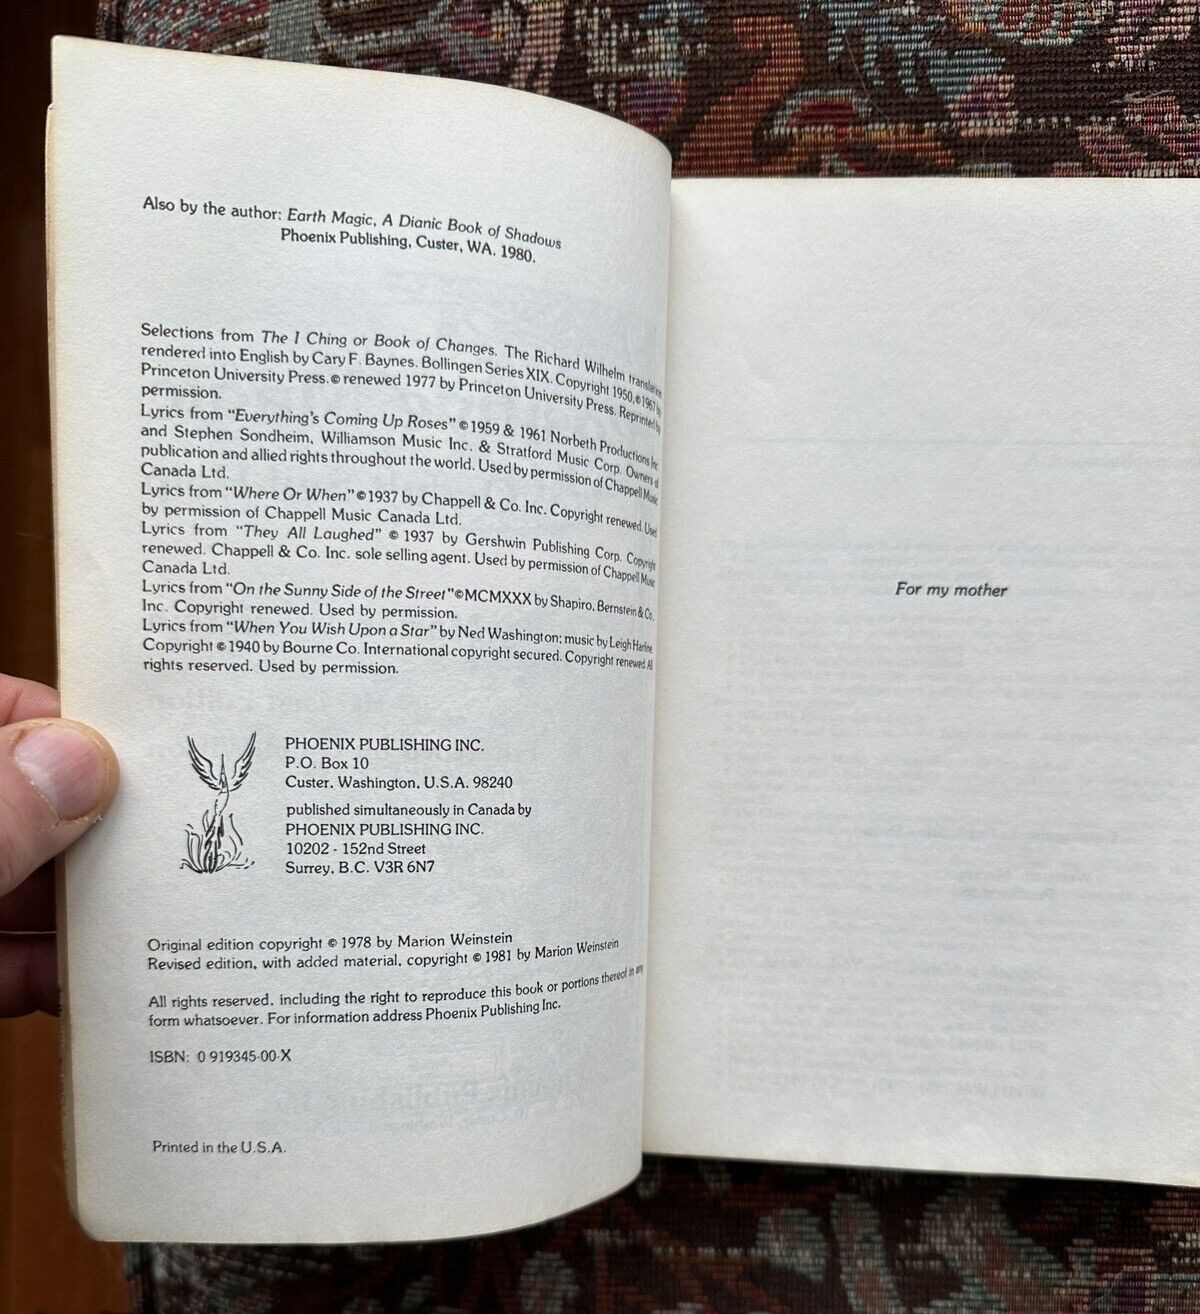 Also by the author: Earth Magic, A Dianic Book of Shadows
Phoenix Publishing, Custer, WA. 1980.
Selections from The I Ching or Book of Changes. The Richard Wilhelm translation
rendered into English by Cary F. Baynes. Bollingen Series XIX. Copyright 1950, © 1967 by
Princeton University Press. © renewed 1977 by Princeton University Press. Reprinted by
permission.
Lyrics from "Everything's Coming Up Roses" © 1959 & 1961 Norbeth Productions Inc
and Stephen Sondheim, Williamson Music Inc. & Stratford Music Corp. Owners of
publication and allied rights throughout the world. Used by permission of Chappell Music
Canada Ltd.
Lyrics from "Where Or When" © 1937 by Chappell & Co. Inc. Copyright renewed. Used
by permission of Chappell Music Canada Ltd.
Lyrics from "They All Laughed" © 1937 by Gershwin Publishing Corp. Copyright
renewed. Chappell & Co. Inc. sole selling agent. Used by permission of Chappell Music
Canada Ltd.
Lyrics from "On the Sunny Side of the Street" © MCMXXX by Shapiro, Bernstein & Co.
Inc. Copyright renewed. Used by permission.
Lyrics from "When You Wish Upon a Star" by Ned Washington; music by Leigh Harline
Copyright © 1940 by Bourne Co. International copyright secured. Copyright renewed All
rights reserved. Used by permission.
PHOENIX PUBLISHING INC.
P.O. Box 10
Custer, Washington, U.S.A. 98240
published simultaneously in Canada by
PHOENIX PUBLISHING INC.
10202 - 152nd Street
Surrey, B.C. V3R 6N7
Original edition copyright © 1978 by Marion Weinstein
Revised edition, with added material, copyright © 1981 by Marion Weinstein
All rights reserved, including the right to reproduce this book or portions thereof in any
form whatsoever. For information address Phoenix Publishing Inc.
ISBN: 0 919345-00-X
Printed in the U.S.A.
For my mother